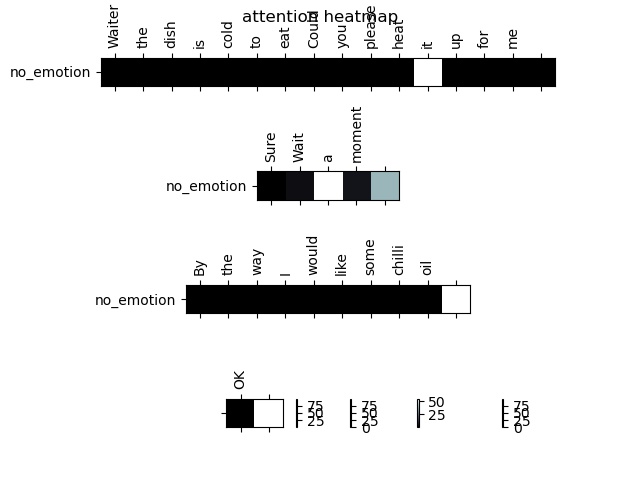 attention heatmap
Waiter the dish is cold to eat Could you please heat it up for me
no_emotion
Sure Wait a moment
no_emotion
By the way I would like some chilli oil
no_emotion
OK
75 75 50 75
50 50 25 50
25 25 25
0 0